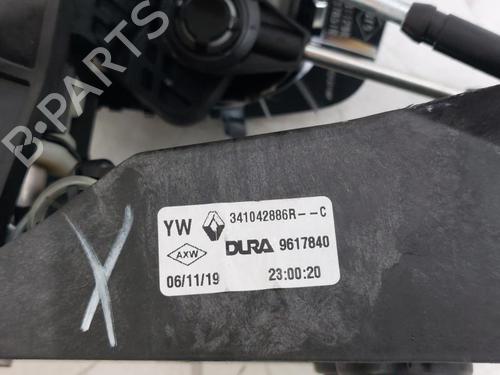 B-PARTS
YW 341042886R--C
AXW DURA 9617840
06/11/19 23:00:20